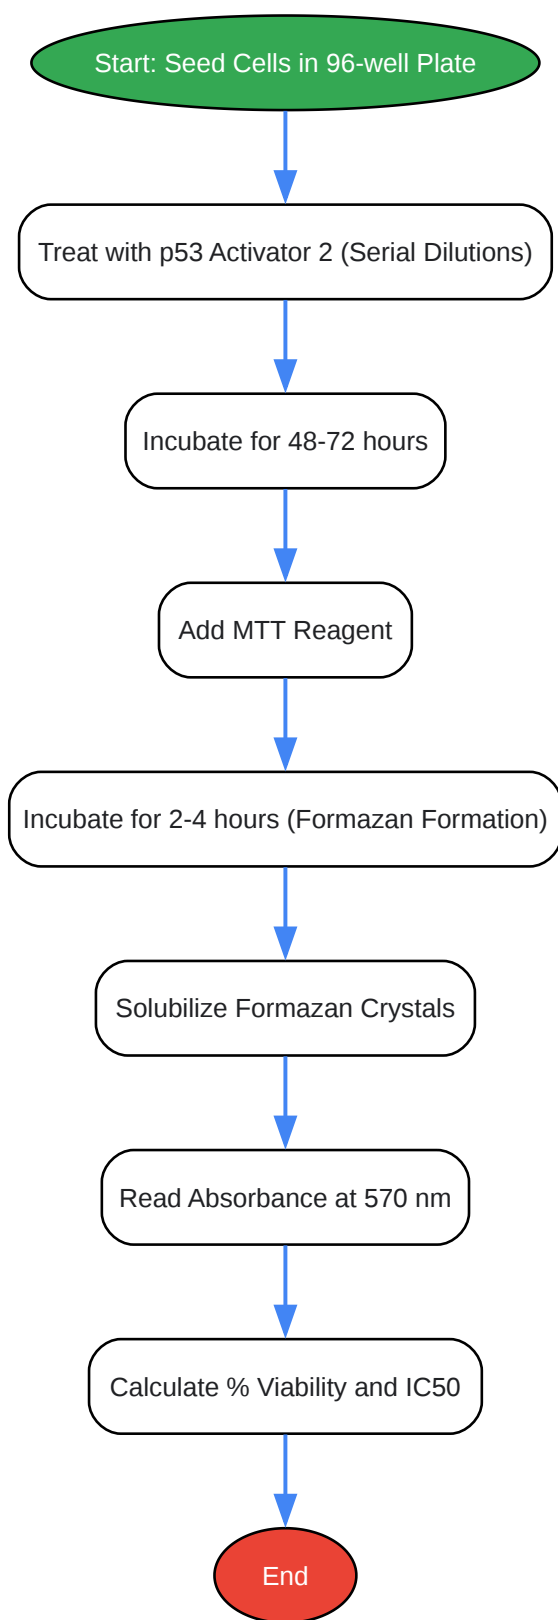 Start: Seed Cells in 96-well Plate
Treat with p53 Activator 2 (Serial Dilutions)
Incubate for 48-72 hours
Add MTT Reagent
Incubate for 2-4 hours (Formazan Formation)
Solubilize Formazan Crystals
Read Absorbance at 570 nm
Calculate % Viability and IC50
End